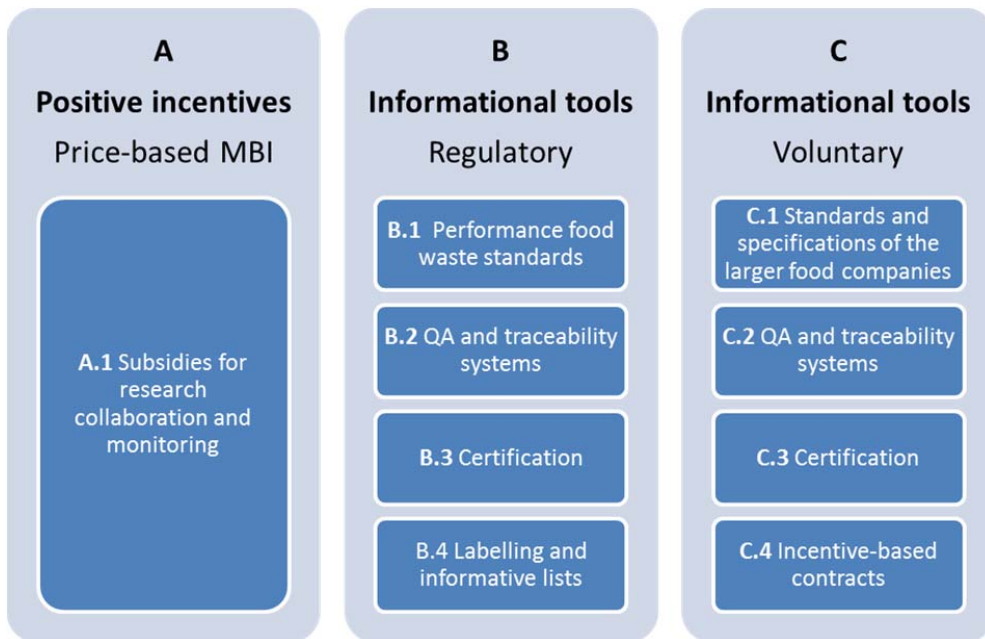 A
Positive incentives
Price-based MBI
A.1 Subsidies for
research
collaboration and
monitoring
B
Informational tools
Regulatory
B.1 Performance food
waste standards
B.2 QA and traceability
systems
B.3 Certification
B.4 Labelling and
informative lists
C
Informational tools
Voluntary
C.1 Standards and
specifications of the
larger food companies
C.2 QA and traceability
systems
C.3 Certification
C.4 Incentive-based
contracts